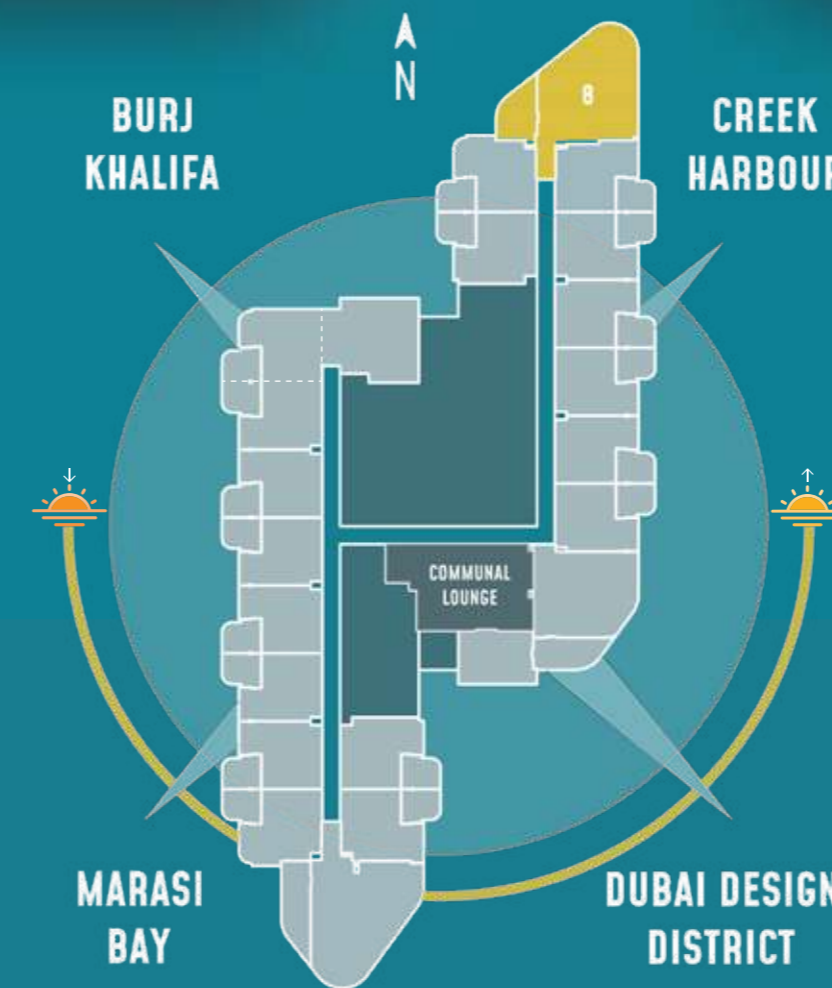 N
BURJ
KHALIFA
CREEK
HARBOUR
8
COMMUNAL
LOUNGE
MARASI
BAY
DUBAI DESIGN
DISTRICT